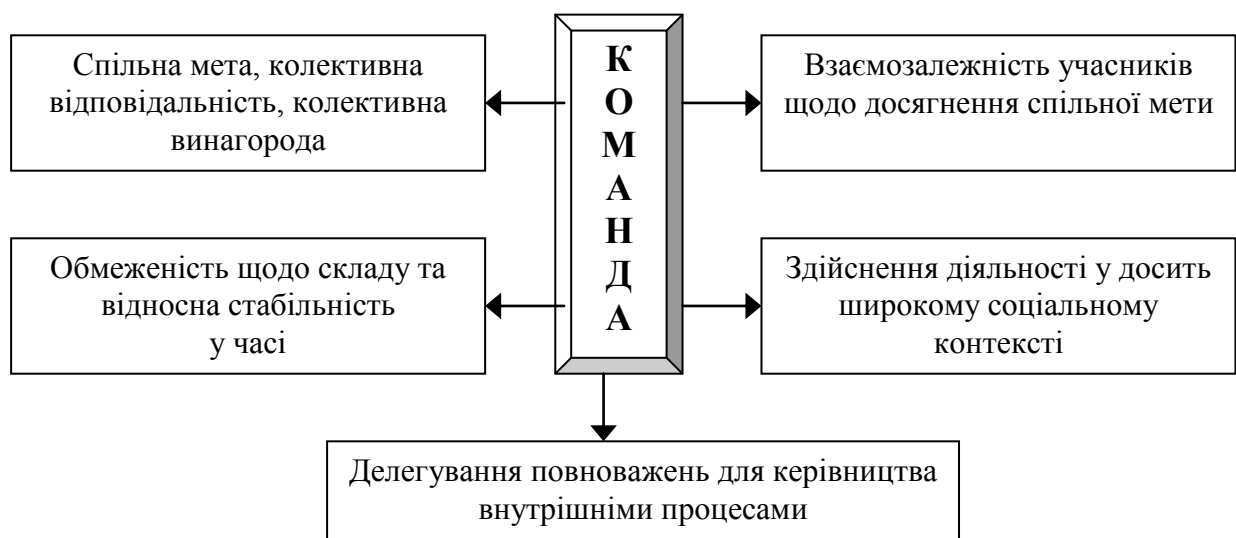 Спільна мета, колективна
відповідальність, колективна
винагорода
К
О
М
А
Н
Д
А
Взаємозалежність учасників
щодо досягнення спільної мети
Обмеженість щодо складу та
відносна стабільність
у часі
Здійснення діяльності у досить
широкому соціальному
контексті
Делегування повноважень для керівництва
внутрішніми процесами